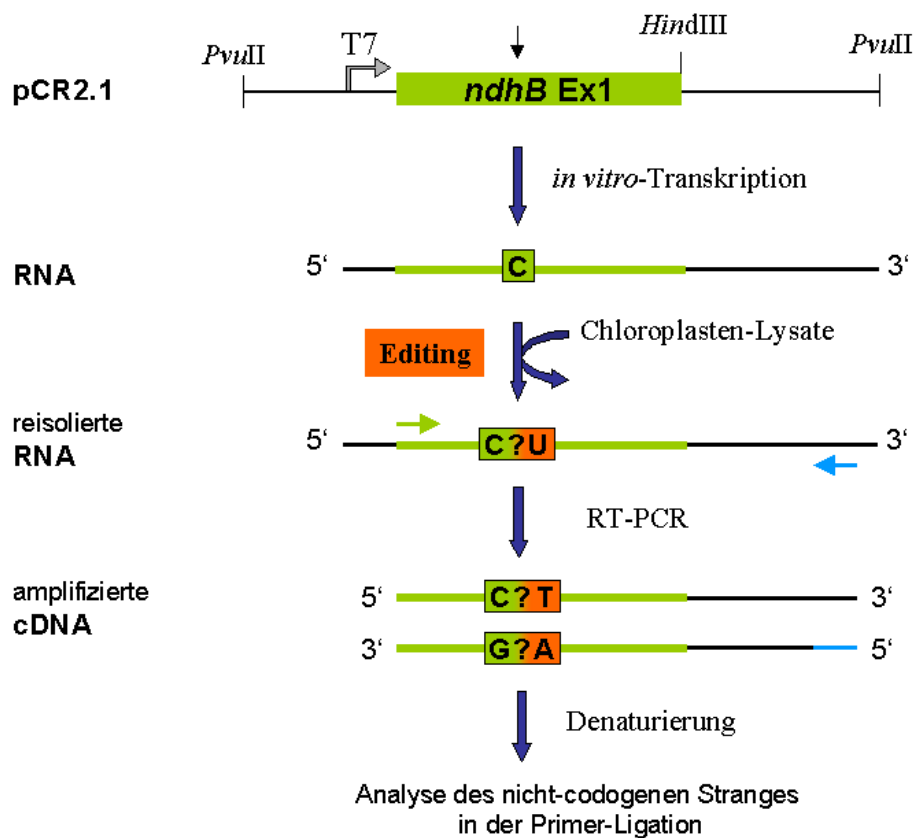 PvuII
T7
HindIII
PvuII
pCR2.1
ndhB Ex1
in vitro-Transkription
RNA
5‘
C
3‘
Editing
Chloroplasten-Lysate
reisolierte
RNA
5‘
C?U
3‘
RT-PCR
amplifizierte
cDNA
5‘
C?T
3‘
3‘
G?A
5‘
Denaturierung
Analyse des nicht-codogenen Stranges
in der Primer-Ligation